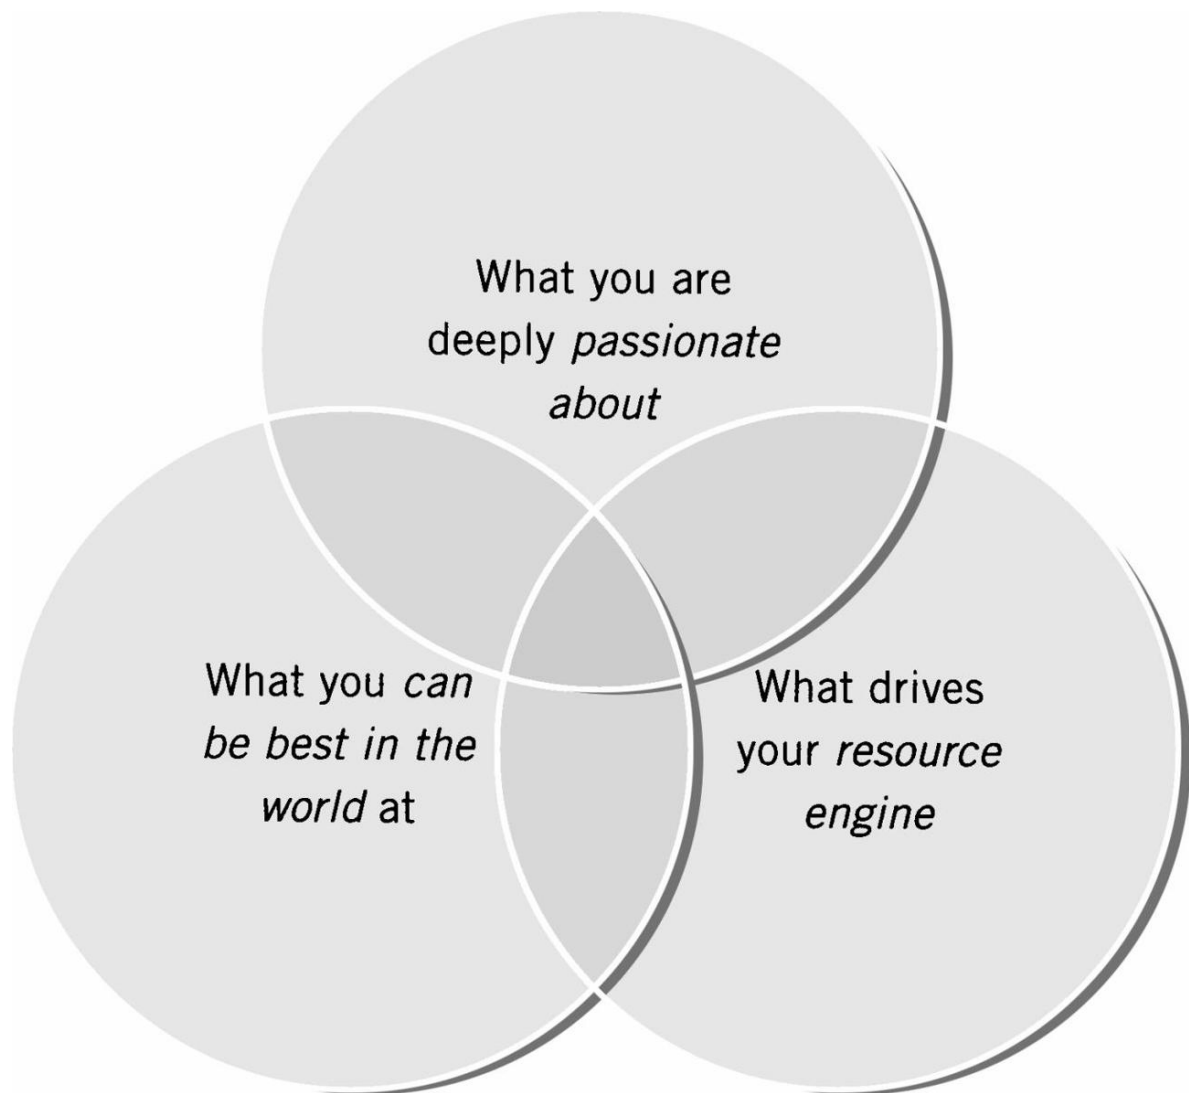 What you are
deeply passionate
about
What you can
be best in the
world at
What drives
your resource
engine